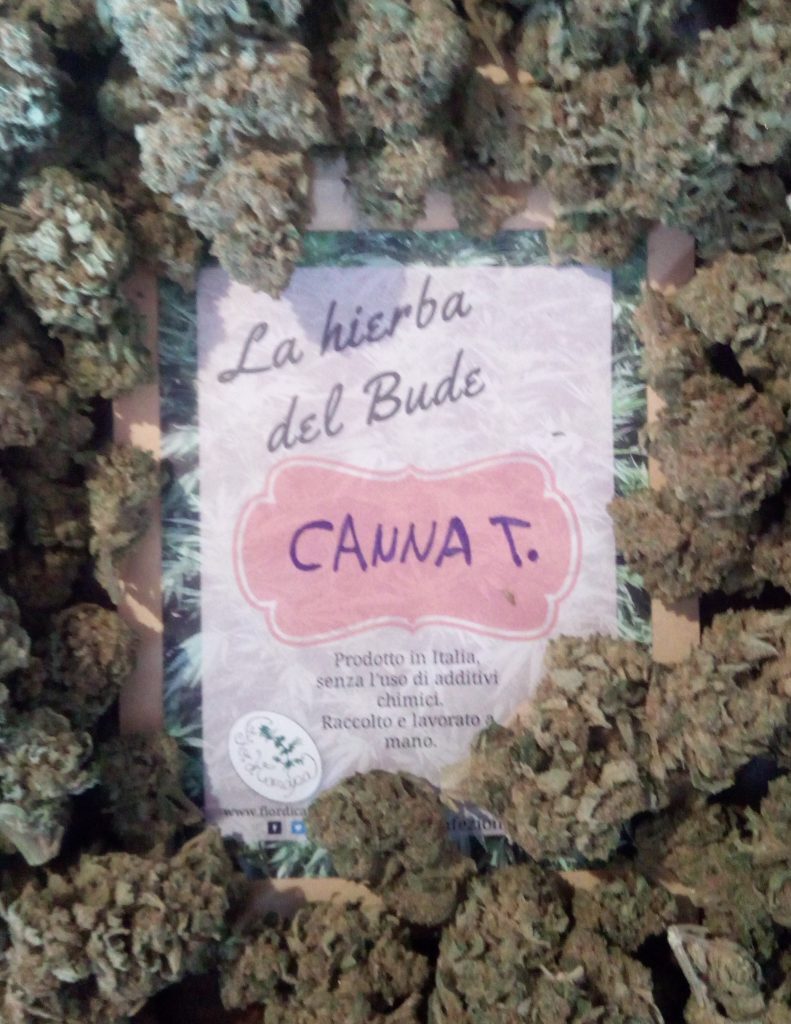 La hierba
del Bude
CANNA T.
Prodotto in Italia,
senza l'uso di additivi
chimici.
Raccolto e lavorato a
mano.